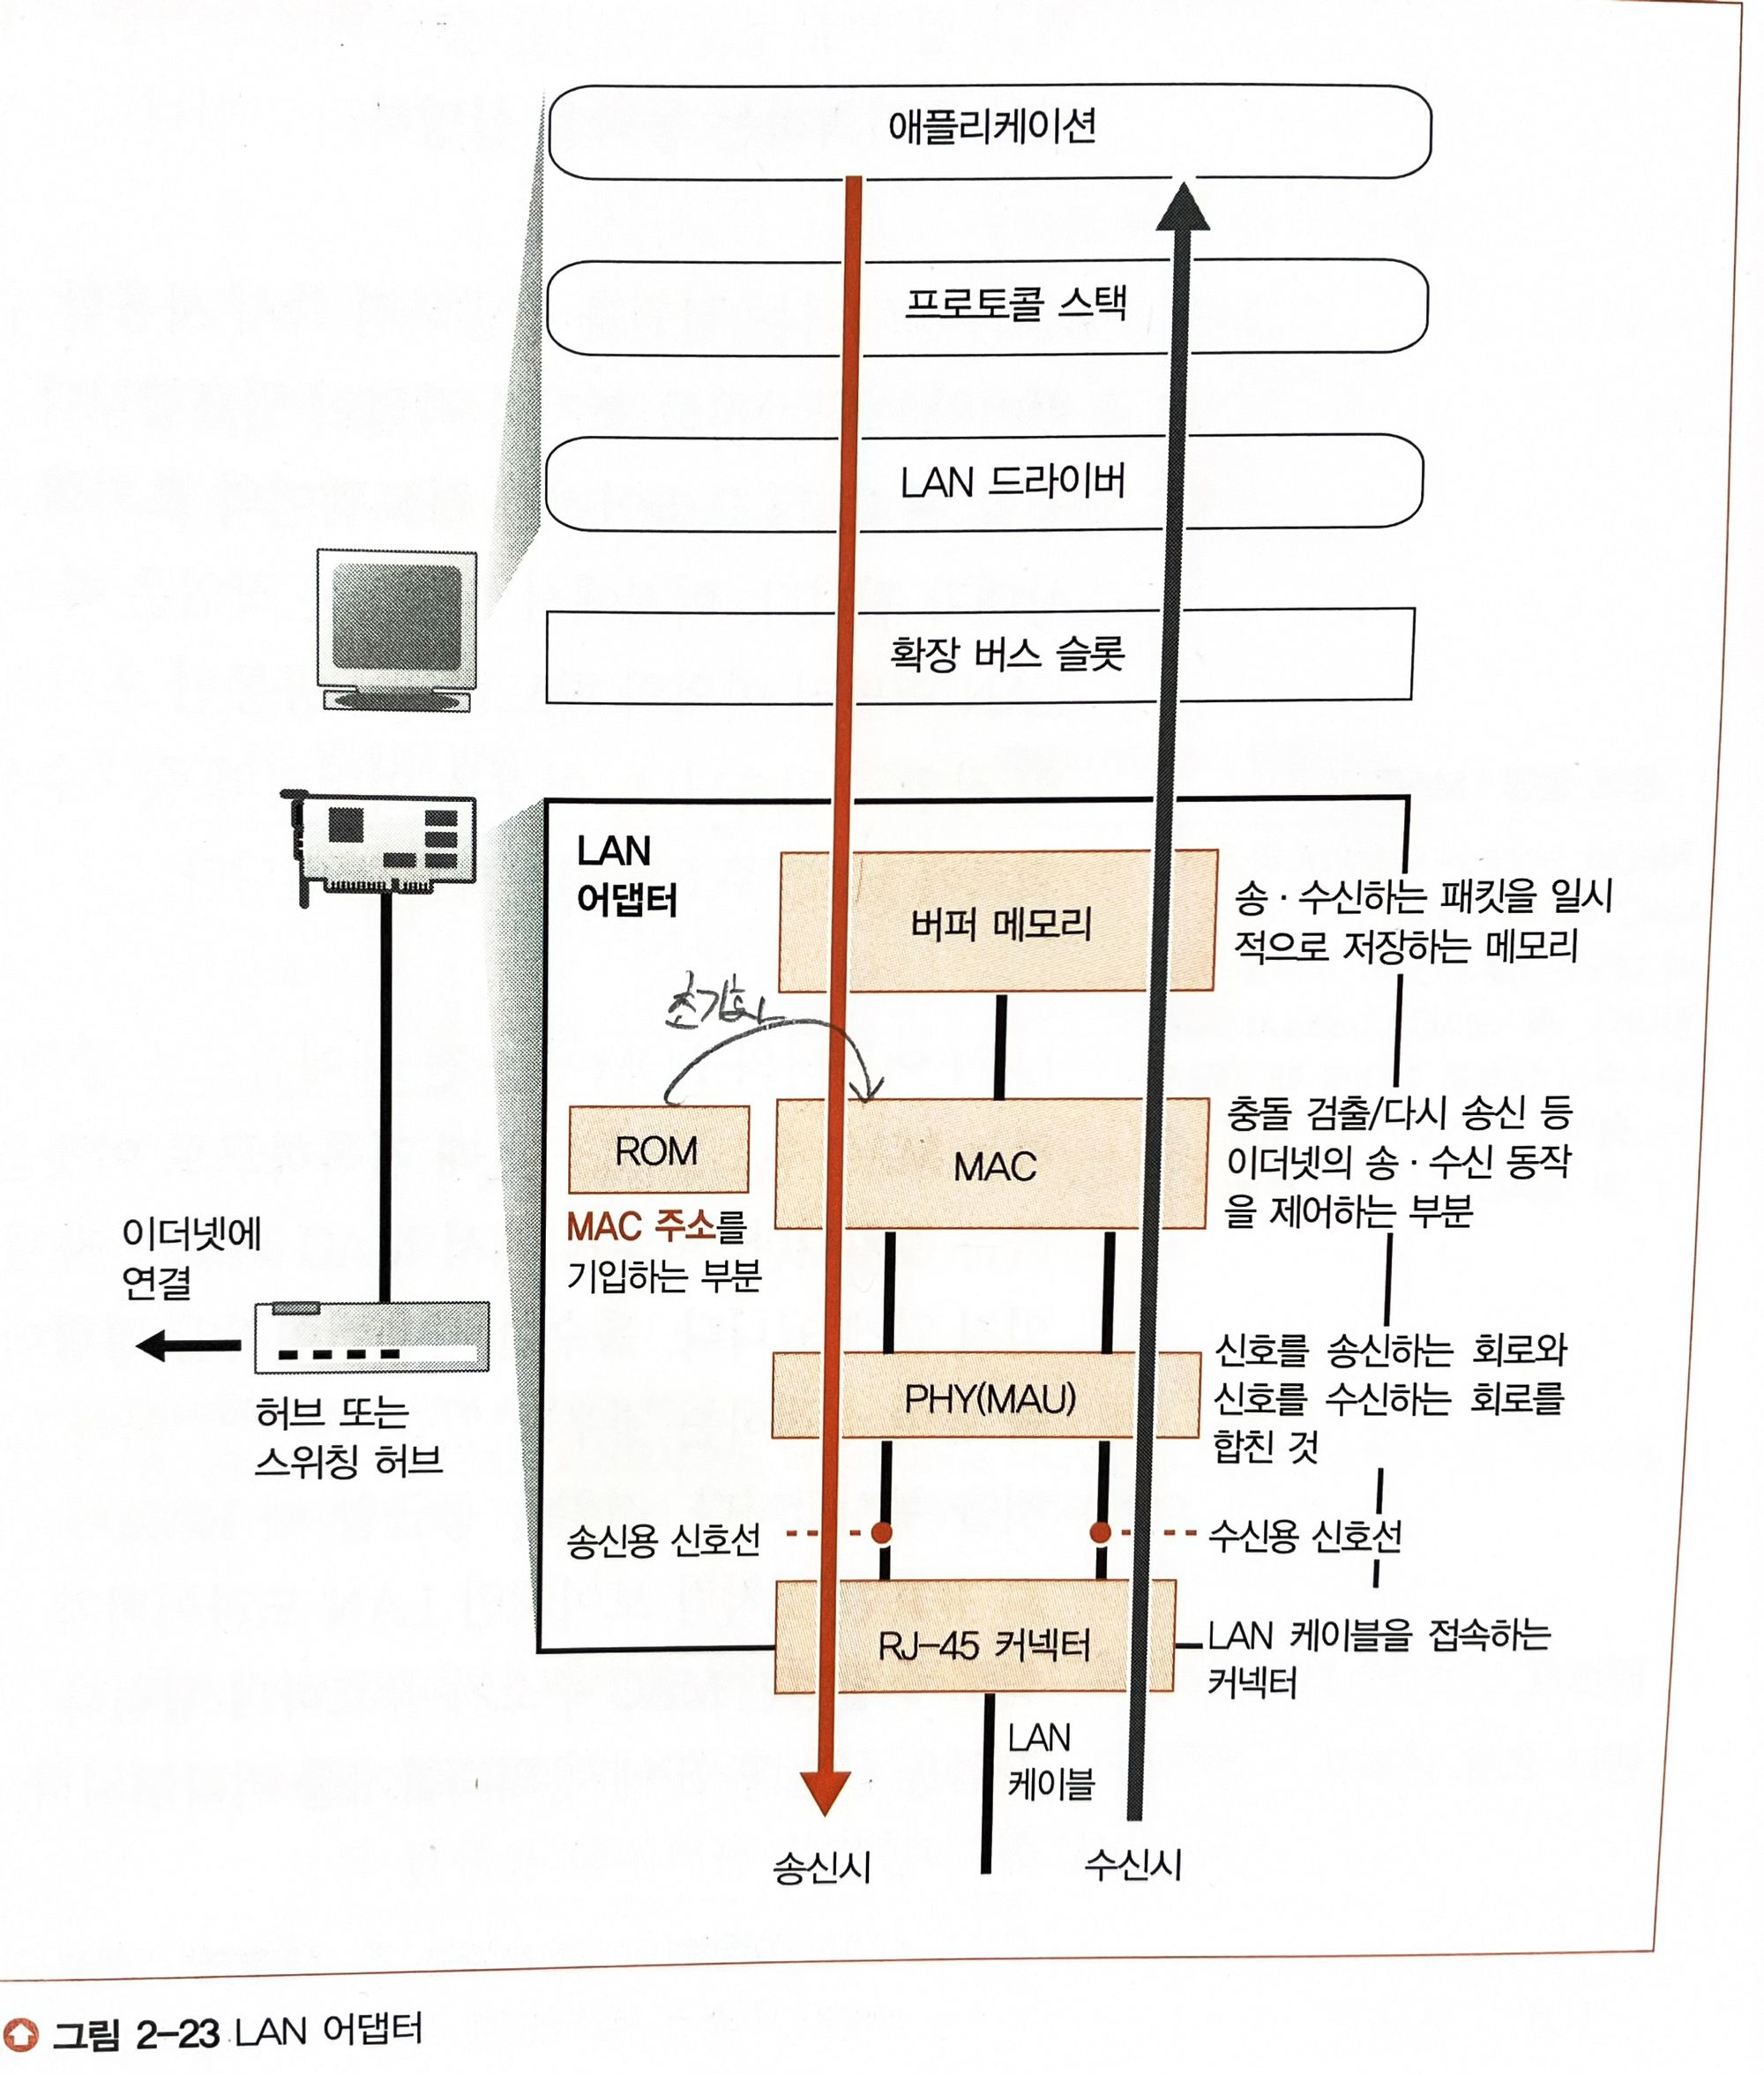 애플리케이션
프로토콜 스택
LAN 드라이버
확장 버스 슬롯
LAN
어댑터
버퍼 메모리
송·수신하는 패킷을 일시
적으로 저장하는 메모리
초기화
ROM
MAC 주소를
기입하는 부분
MAC
충돌 검출/다시 송신 등
이더넷의 송·수신 동작
을 제어하는 부분
이더넷에
연결
허브 또는
스위칭 허브
PHY(MAU)
신호를 송신하는 회로와
신호를 수신하는 회로를
합친 것
송신용 신호선
수신용 신호선
RJ-45 커넥터
LAN 케이블을 접속하는
커넥터
LAN
케이블
송신시
수신시
그림 2-23 LAN 어댑터